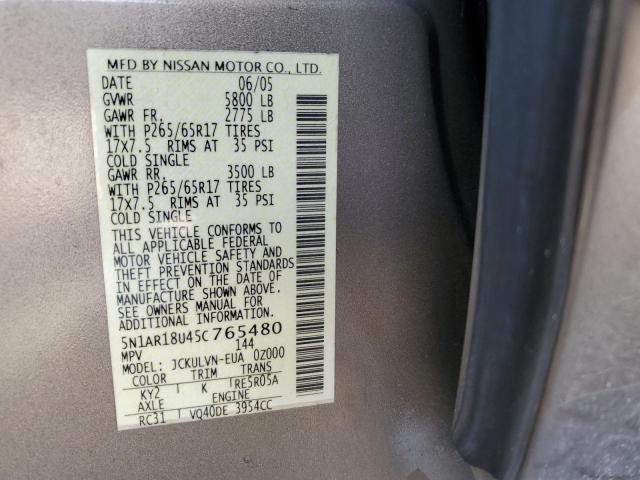 MFD BY NISSAN MOTOR CO., LTD.
DATE 06/05
GVWR 5800 LB
GAWR FR. 2775 LB
WITH P265/65R17 TIRES
17X7.5 RIMS AT 35 PSI
COLD SINGLE
GAWR RR. 3500 LB
WITH P265/65R17 TIRES
17X7.5 RIMS AT 35 PSI
COLD SINGLE
THIS VEHICLE CONFORMS TO
ALL APPLICABLE FEDERAL
MOTOR VEHICLE SAFETY AND
THEFT PREVENTION STANDARDS
IN EFFECT ON THE DATE OF
MANUFACTURE SHOWN ABOVE.
SEE OWNERS MANUAL FOR
ADDITIONAL INFORMATION.
5N1AR18U45C765480
MPV 144
MODEL JCKULVN-EUA 0Z000
COLOR TRIM TRANS
KY2 K RE5R05A
AXLE ENGINE
RC31 VQ40DE 3954CC